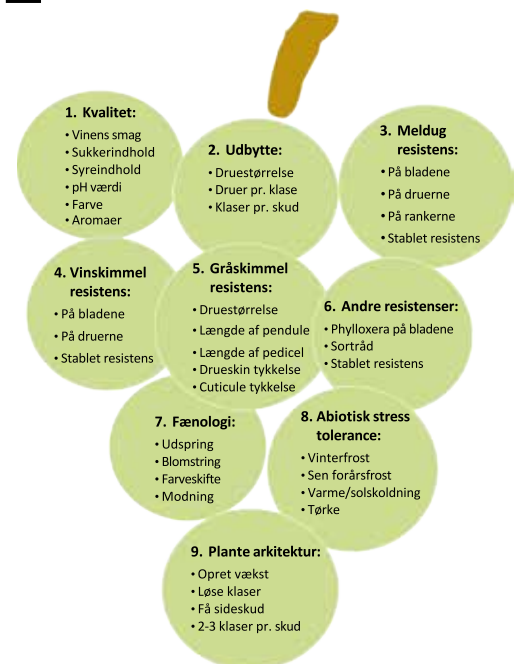 1. Kvalitet:
• Vinens smag
• Sukkerindhold
• Syreindhold
• pH værdi
• Farve
• Aromaer
2. Udbytte:
• Druestørrelse
• Druer pr. klase
• Klaser pr. skud
3. Meldug
resistens:
• På bladene
• På druerne
• På rankerne
• Stablet resistens
4. Vinskimmel
resistens:
• På bladene
• På druerne
• Stablet resistens
5. Gråskimmel
resistens:
• Druestørrelse
• Længde af pendule
• Længde af pedicel
• Drueskin tykkelse
• Cuticule tykkelse
6. Andre resistenser:
• Phylloxera på bladene
• Sortråd
• Stablet resistens
7. Fænologi:
• Udspring
• Blomstring
• Farveskifte
• Modning
8. Abiotisk stress
tolerance:
• Vinterfrost
• Sen forårsfrost
• Varme/solskoldning
• Tørke
9. Plante arkitektur:
• Opret vækst
• Løse klaser
• Få sideskud
• 2-3 klaser pr. skud